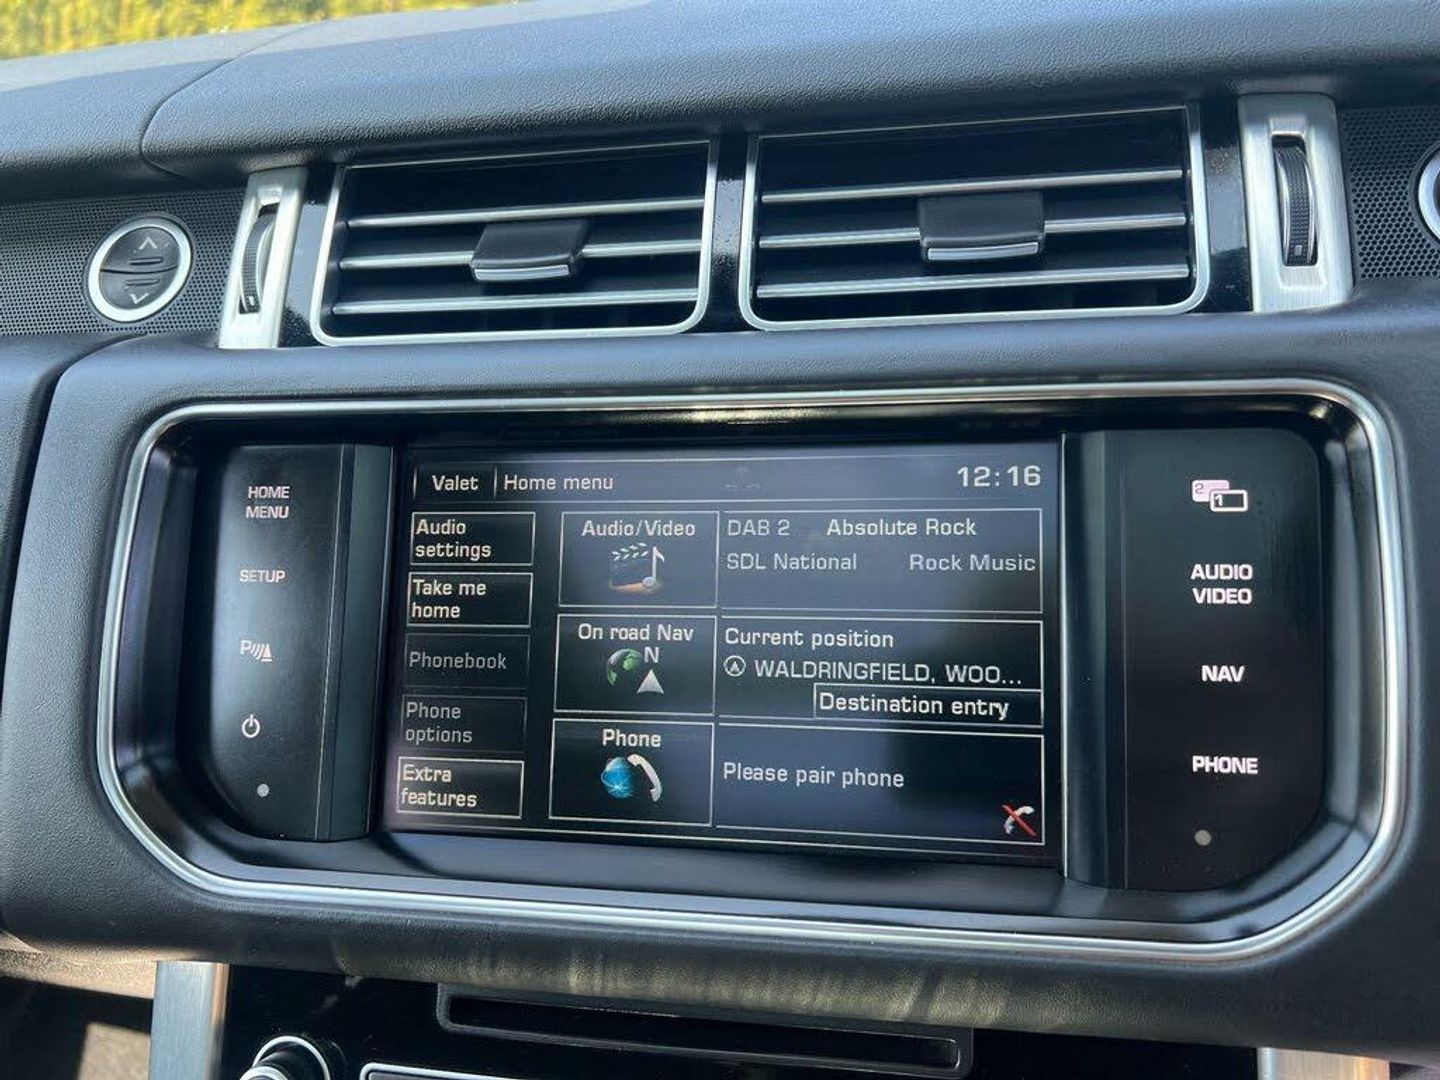 HOME
MENU
SETUP
P
Valet
Home menu
12:16
Audio
settings
Take me
home
Phonebook
Phone
options
Extra
features
Audio/Video
DAB 2 Absolute Rock
SDL National Rock Music
On road Nav
N
Current position
WALDRINGFIELD, WOO...
Destination entry
Phone
Please pair phone
2
1
AUDIO
VIDEO
NAV
PHONE